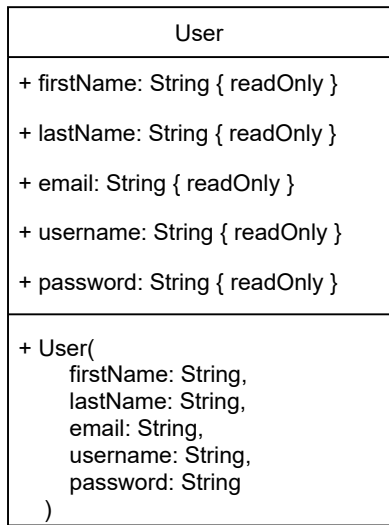 User
+ firstName: String { readOnly }
+ lastName: String { readOnly }
+ email: String { readOnly }
+ username: String { readOnly }
+ password: String { readOnly }
+ User(
firstName: String,
lastName: String,
email: String,
username: String,
password: String
)